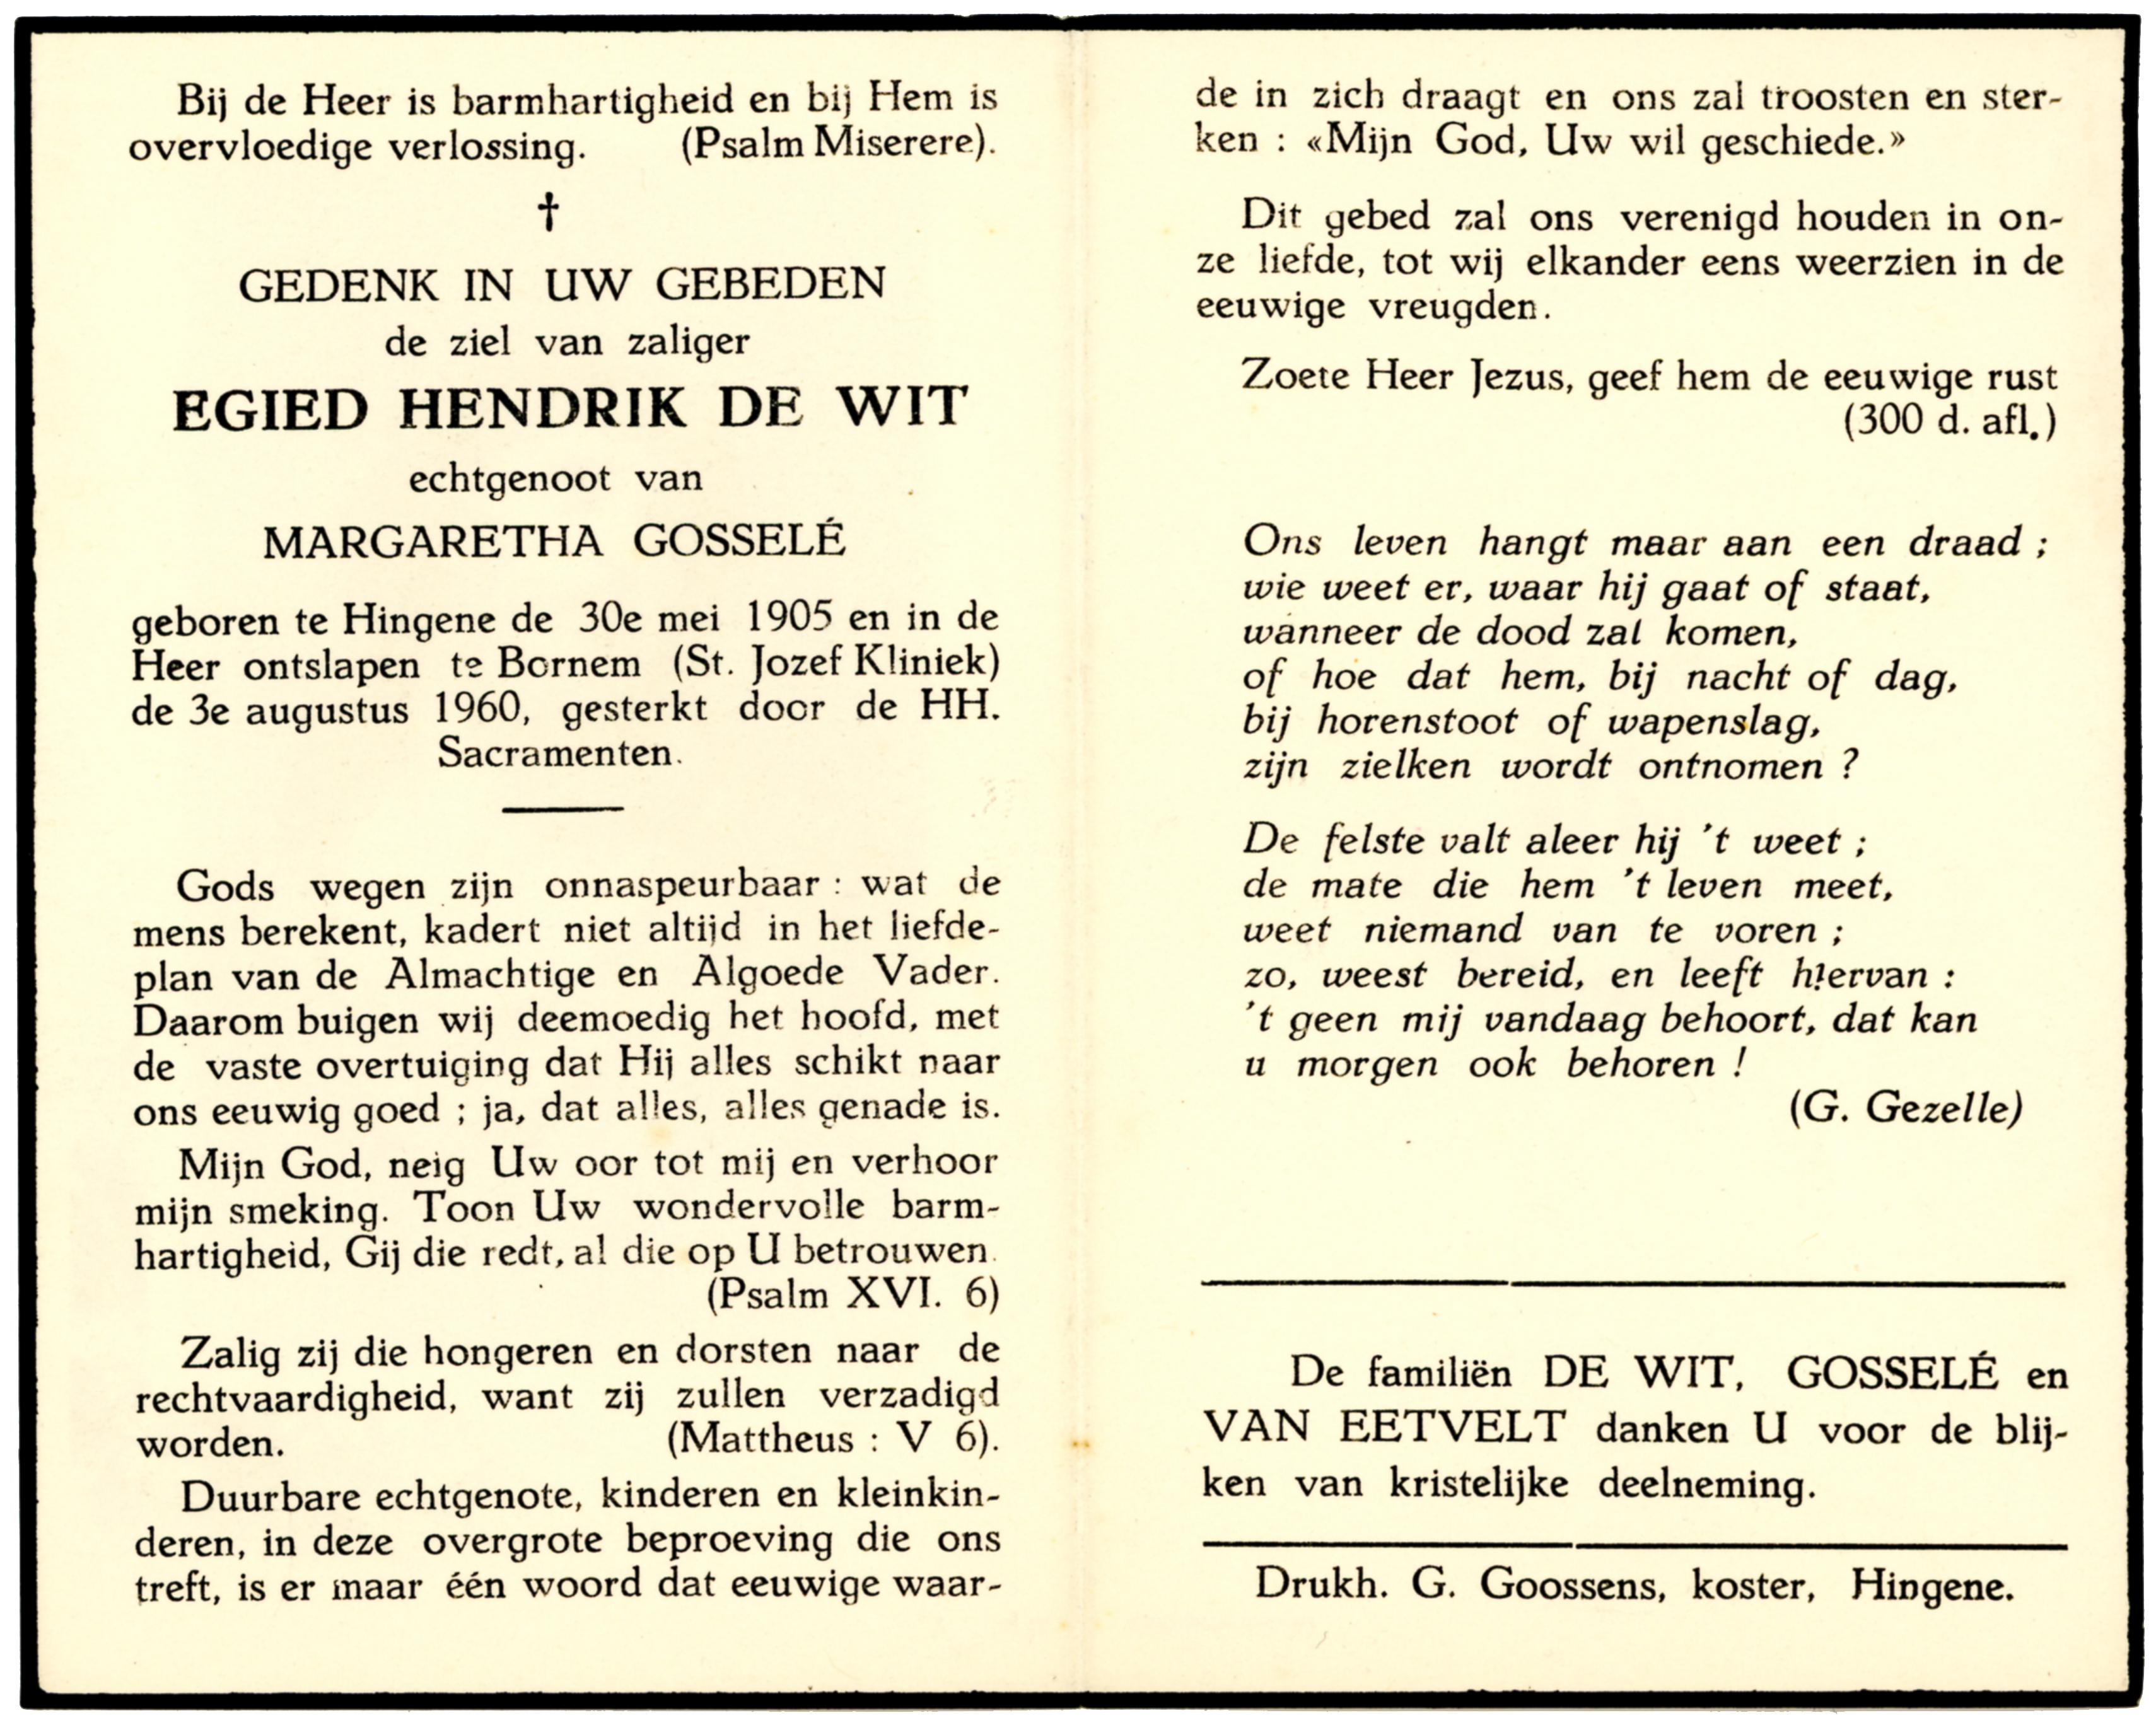 Bij de Heer is barmhartigheid en bij Hem is
overvloedige verlossing. (Psalm Miserere).
†
GEDENK IN UW GEBEDEN
de ziel van zaliger
EGIED HENDRIK DE WIT
echtgenoot van
MARGARETHA GOSSELÉ
geboren te Hingene de 30e mei 1905 en in de
Heer ontslapen te Bornem (St. Jozef Kliniek)
de 3e augustus 1960, gesterkt door de HH.
Sacramenten.
Gods wegen zijn onnaspeurbaar : wat de
mens berekent, kadert niet altijd in het liefde-
plan van de Almachtige en Algoede Vader.
Daarom buigen wij deemoedig het hoofd, met
de vaste overtuiging dat Hij alles schikt naar
ons eeuwig goed ; ja, dat alles, alles genade is.
Mijn God, neig Uw oor tot mij en verhoor
mijn smeking. Toon Uw wondervolle barm-
hartigheid, Gij die redt, al die op U betrouwen.
(Psalm XVI. 6)
Zalig zij die hongeren en dorsten naar de
rechtvaardigheid, want zij zullen verzadigd
worden. (Mattheus : V 6).
Duurbare echtgenote, kinderen en kleinkin-
deren, in deze overgrote beproeving die ons
treft, is er maar één woord dat eeuwige waar-
de in zich draagt en ons zal troosten en ster-
ken : «Mijn God, Uw wil geschiede.»
Dit gebed zal ons verenigd houden in on-
ze liefde, tot wij elkander eens weerzien in de
eeuwige vreugden.
Zoete Heer Jezus, geef hem de eeuwige rust
(300 d. afl.)
Ons leven hangt maar aan een draad ;
wie weet er, waar hij gaat of staat,
wanneer de dood zal komen,
of hoe dat hem, bij nacht of dag,
bij horenstoot of wapenslag,
zijn zielken wordt ontnomen ?
De felste valt aleer hij 't weet ;
de mate die hem 't leven meet,
weet niemand van te voren ;
zo, weest bereid, en leeft hiervan :
't geen mij vandaag behoort, dat kan
u morgen ook behoren !
(G. Gezelle)
De familiën DE WIT, GOSSELÉ en
VAN EETVELT danken U voor de blij-
ken van kristelijke deelneming.
Drukh. G. Goossens, koster, Hingene.